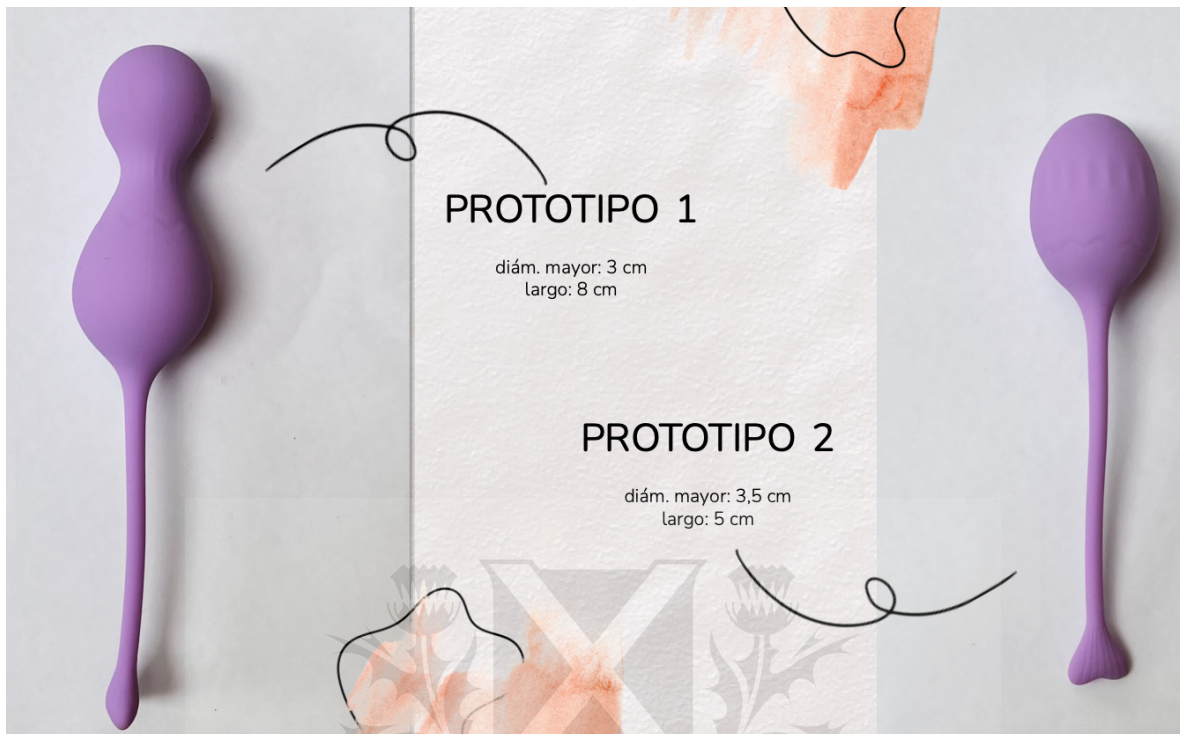 PROTOTIPO 1
diám. mayor: 3 cm
largo: 8 cm
PROTOTIPO 2
diám. mayor: 3,5 cm
largo: 5 cm